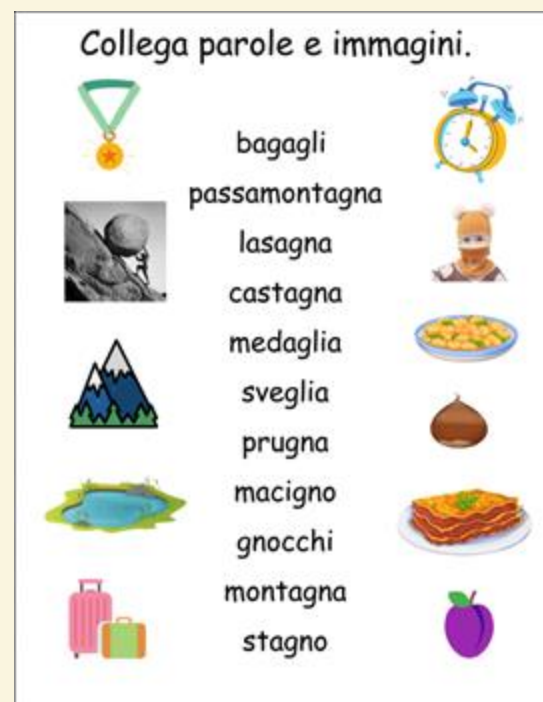 Collega parole e immagini.
bagagli
passamontagna
lasagna
castagna
medaglia
sveglia
prugna
macigno
gnocchi
montagna
stagno